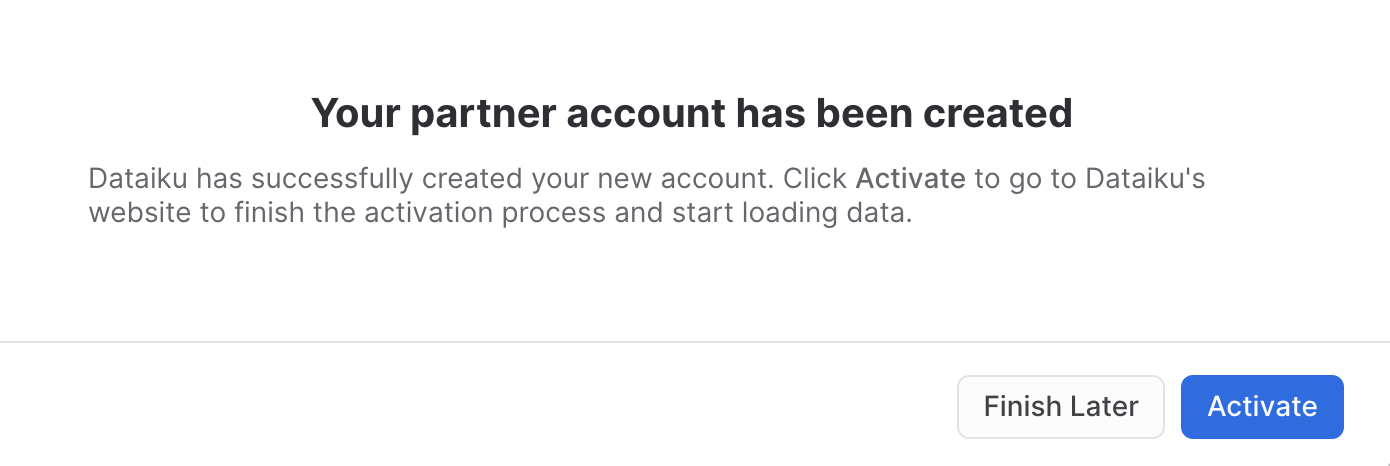 Your partner account has been created
Dataiku has successfully created your new account. Click Activate to go to Dataiku's
website to finish the activation process and start loading data.
Finish Later
Activate